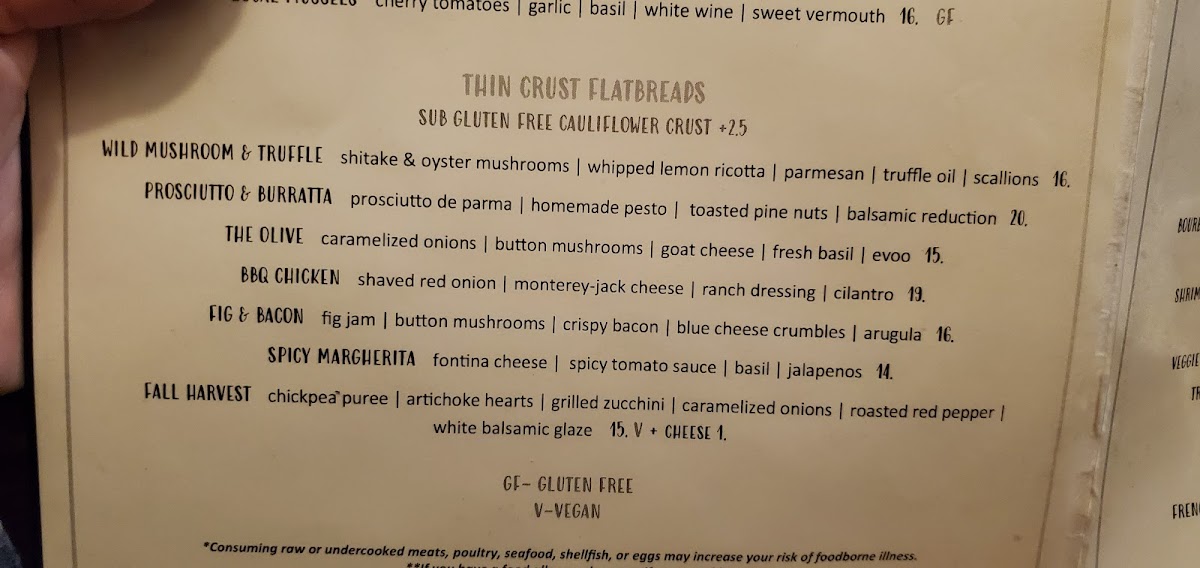 cherry tomatoes | garlic | basil | white wine | sweet vermouth 16. GF
THIN CRUST FLATBREADS
SUB GLUTEN FREE CAULIFLOWER CRUST +2.5
WILD MUSHROOM & TRUFFLE shitake & oyster mushrooms | whipped lemon ricotta | parmesan | truffle oil | scallions 16.
PROSCIUTTO & BURRATTA prosciutto de parma | homemade pesto | toasted pine nuts | balsamic reduction 20.
THE OLIVE caramelized onions | button mushrooms | goat cheese | fresh basil | evoo 15.
BBQ CHICKEN shaved red onion | monterey-jack cheese | ranch dressing | cilantro 19.
FIG & BACON fig jam | button mushrooms | crispy bacon | blue cheese crumbles | arugula 16.
SPICY MARGHERITA fontina cheese | spicy tomato sauce | basil | jalapenos 14.
FALL HARVEST chickpea puree | artichoke hearts | grilled zucchini | caramelized onions | roasted red pepper |
white balsamic glaze 15. V + CHEESE 1.
GF- GLUTEN FREE
V-VEGAN
*Consuming raw or undercooked meats, poultry, seafood, shellfish, or eggs may increase your risk of foodborne illness.
VEGGIE